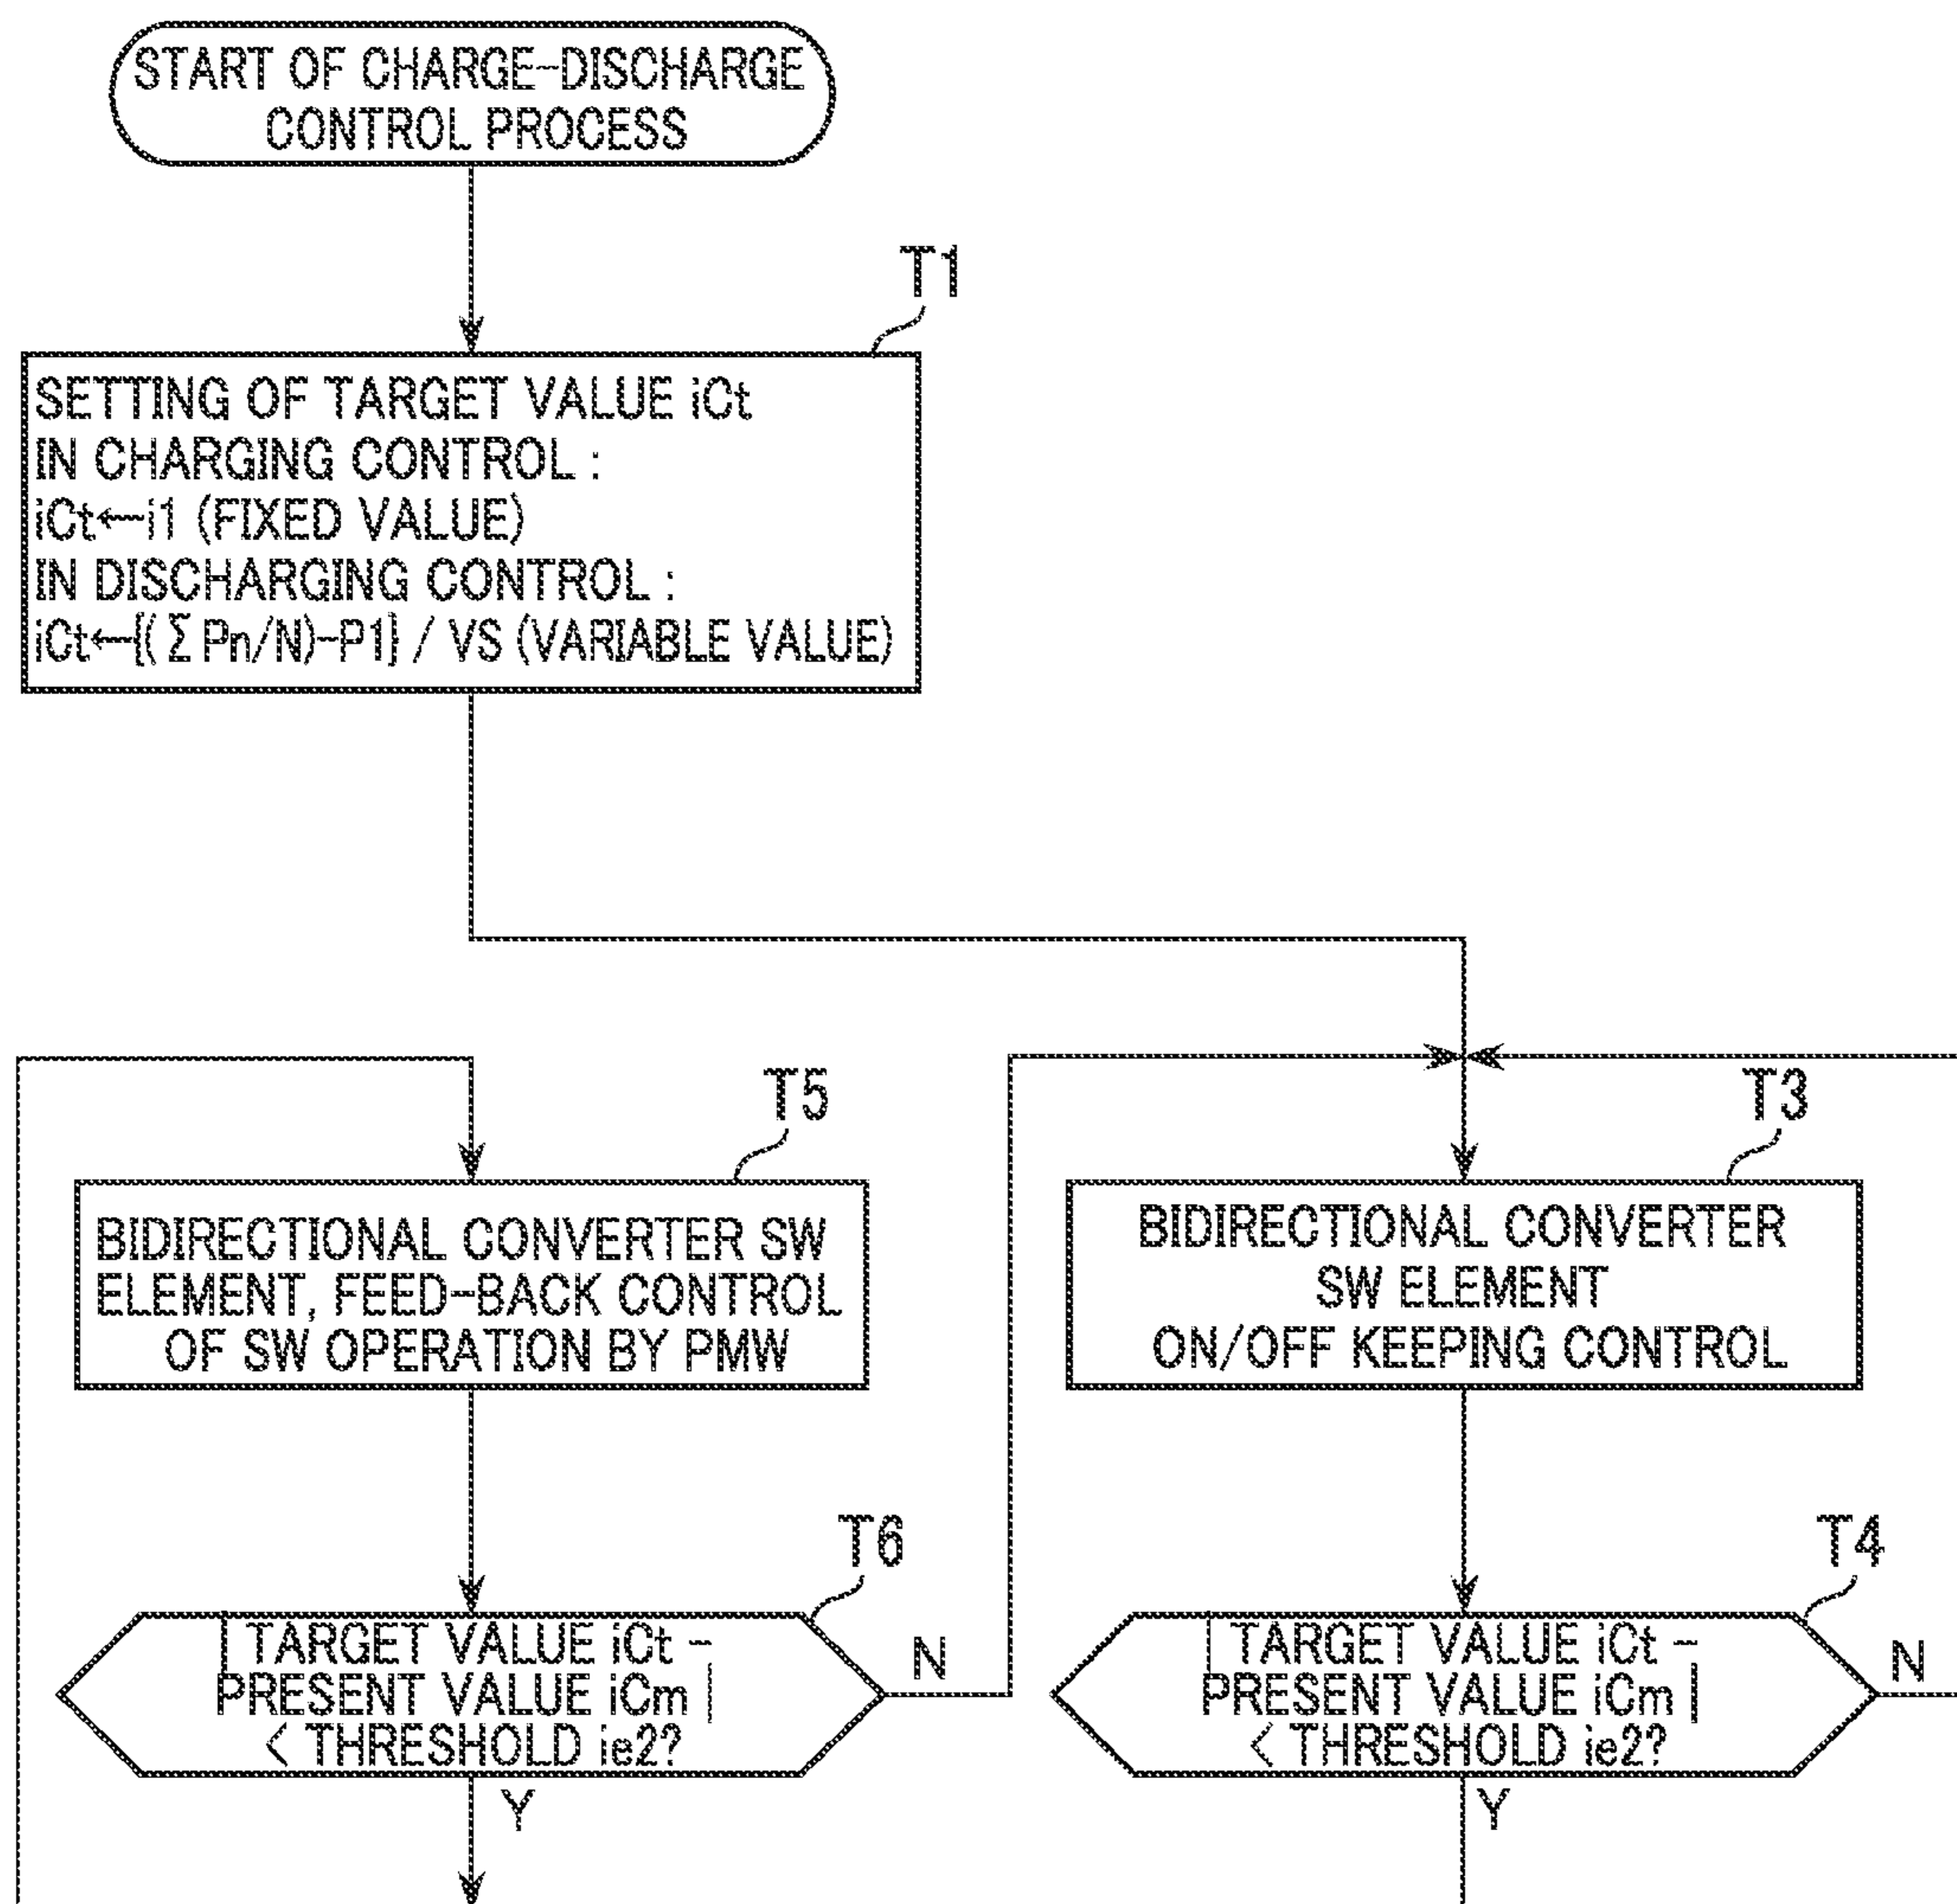 START OF CHARGE-DISCHARGE
CONTROL PROCESS
T1
SETTING OF TARGET VALUE iCt
IN CHARGING CONTROL :
iCt←i1 (FIXED VALUE)
IN DISCHARGING CONTROL :
iCt←{(ΣPn/N)-P1} / VS (VARIABLE VALUE)
T5
BIDIRECTIONAL CONVERTER SW
ELEMENT, FEED-BACK CONTROL
OF SW OPERATION BY PMW
T3
BIDIRECTIONAL CONVERTER
SW ELEMENT
ON/OFF KEEPING CONTROL
T6
| TARGET VALUE iCt -
PRESENT VALUE iCm |
< THRESHOLD ie2?
N
Y
T4
| TARGET VALUE iCt -
PRESENT VALUE iCm |
< THRESHOLD ie2?
N
Y